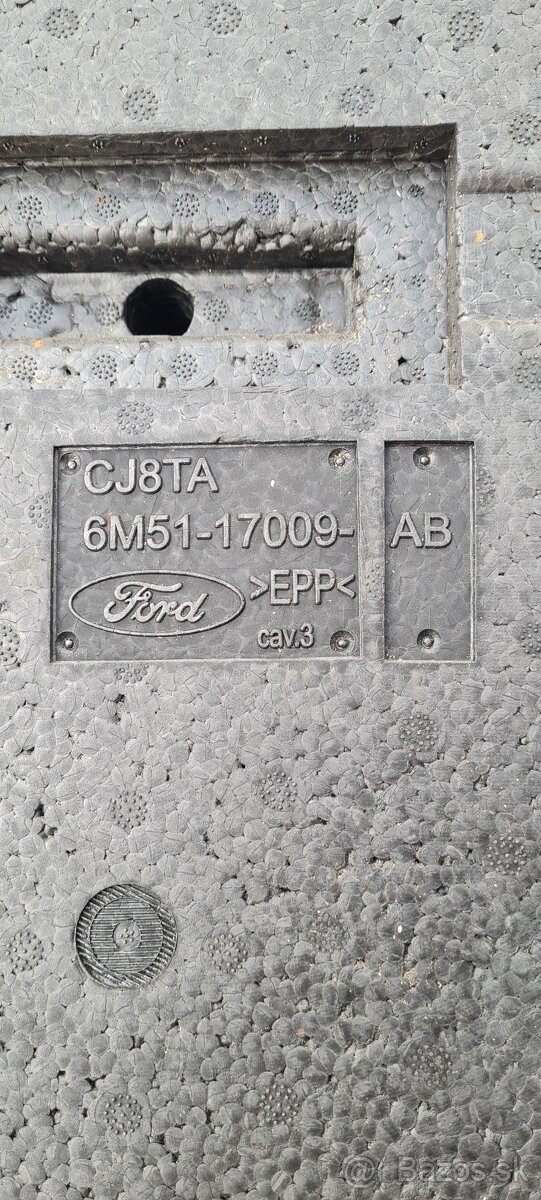 CJ8TA
6M51-17009-AB
Ford >EPP<
cav.3
© Bazos.sk